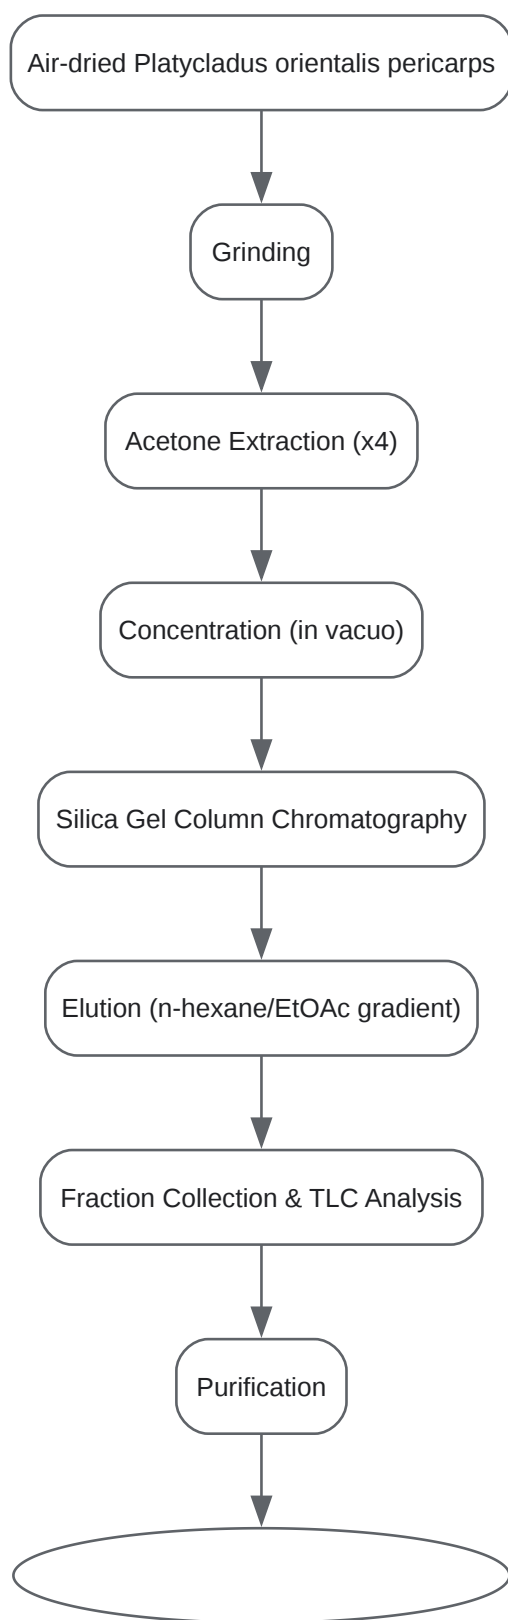 Air-dried Platycladus orientalis pericarps
Grinding
Acetone Extraction (x4)
Concentration (in vacuo)
Silica Gel Column Chromatography
Elution (n-hexane/EtOAc gradient)
Fraction Collection & TLC Analysis
Purification